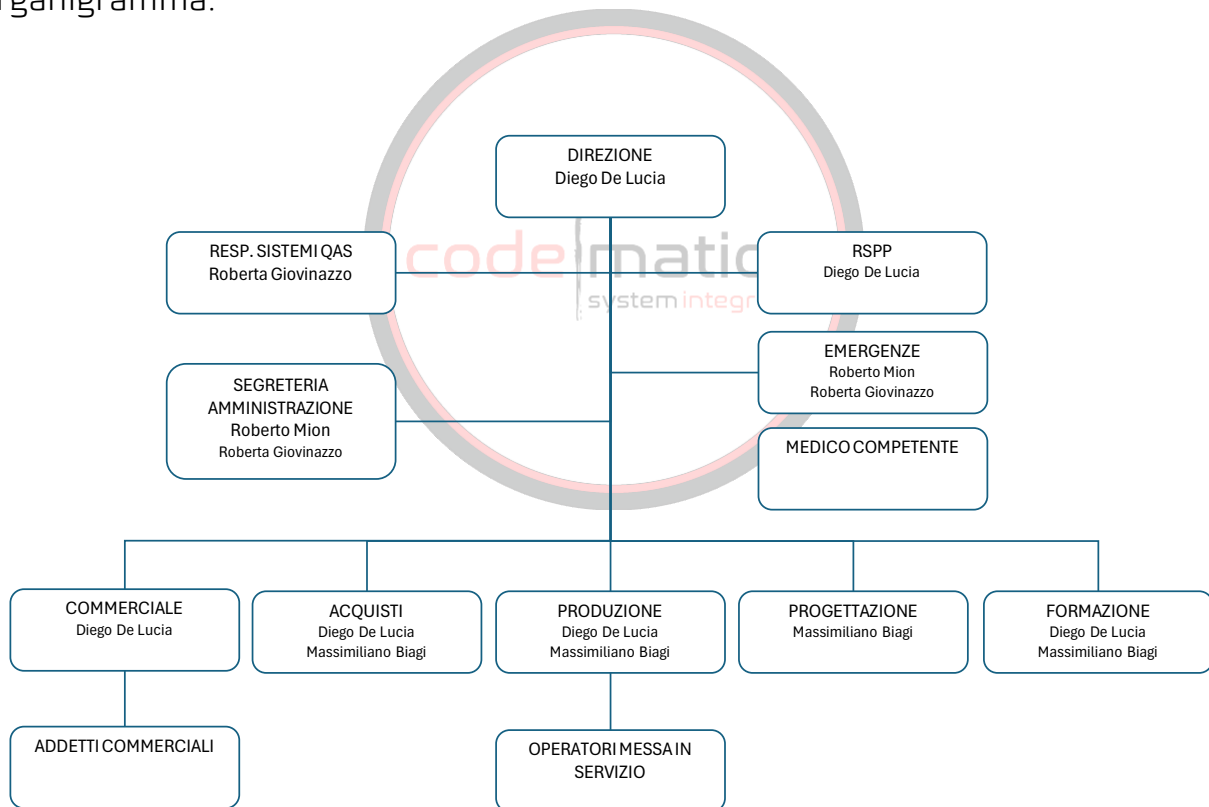 rganigramma:
DIREZIONE
Diego De Lucia
RESP. SISTEMI QAS
Roberta Giovinazzo
RSPP
Diego De Lucia
code matic
system integr
EMERGENZE
Roberto Mion
Roberta Giovinazzo
SEGRETERIA
AMMINISTRAZIONE
Roberto Mion
Roberta Giovinazzo
MEDICO COMPETENTE
COMMERCIALE
Diego De Lucia
ACQUISTI
Diego De Lucia
Massimiliano Biagi
PRODUZIONE
Diego De Lucia
Massimiliano Biagi
PROGETTAZIONE
Massimiliano Biagi
FORMAZIONE
Diego De Lucia
Massimiliano Biagi
ADDETTI COMMERCIALI
OPERATORI MESSA IN
SERVIZIO